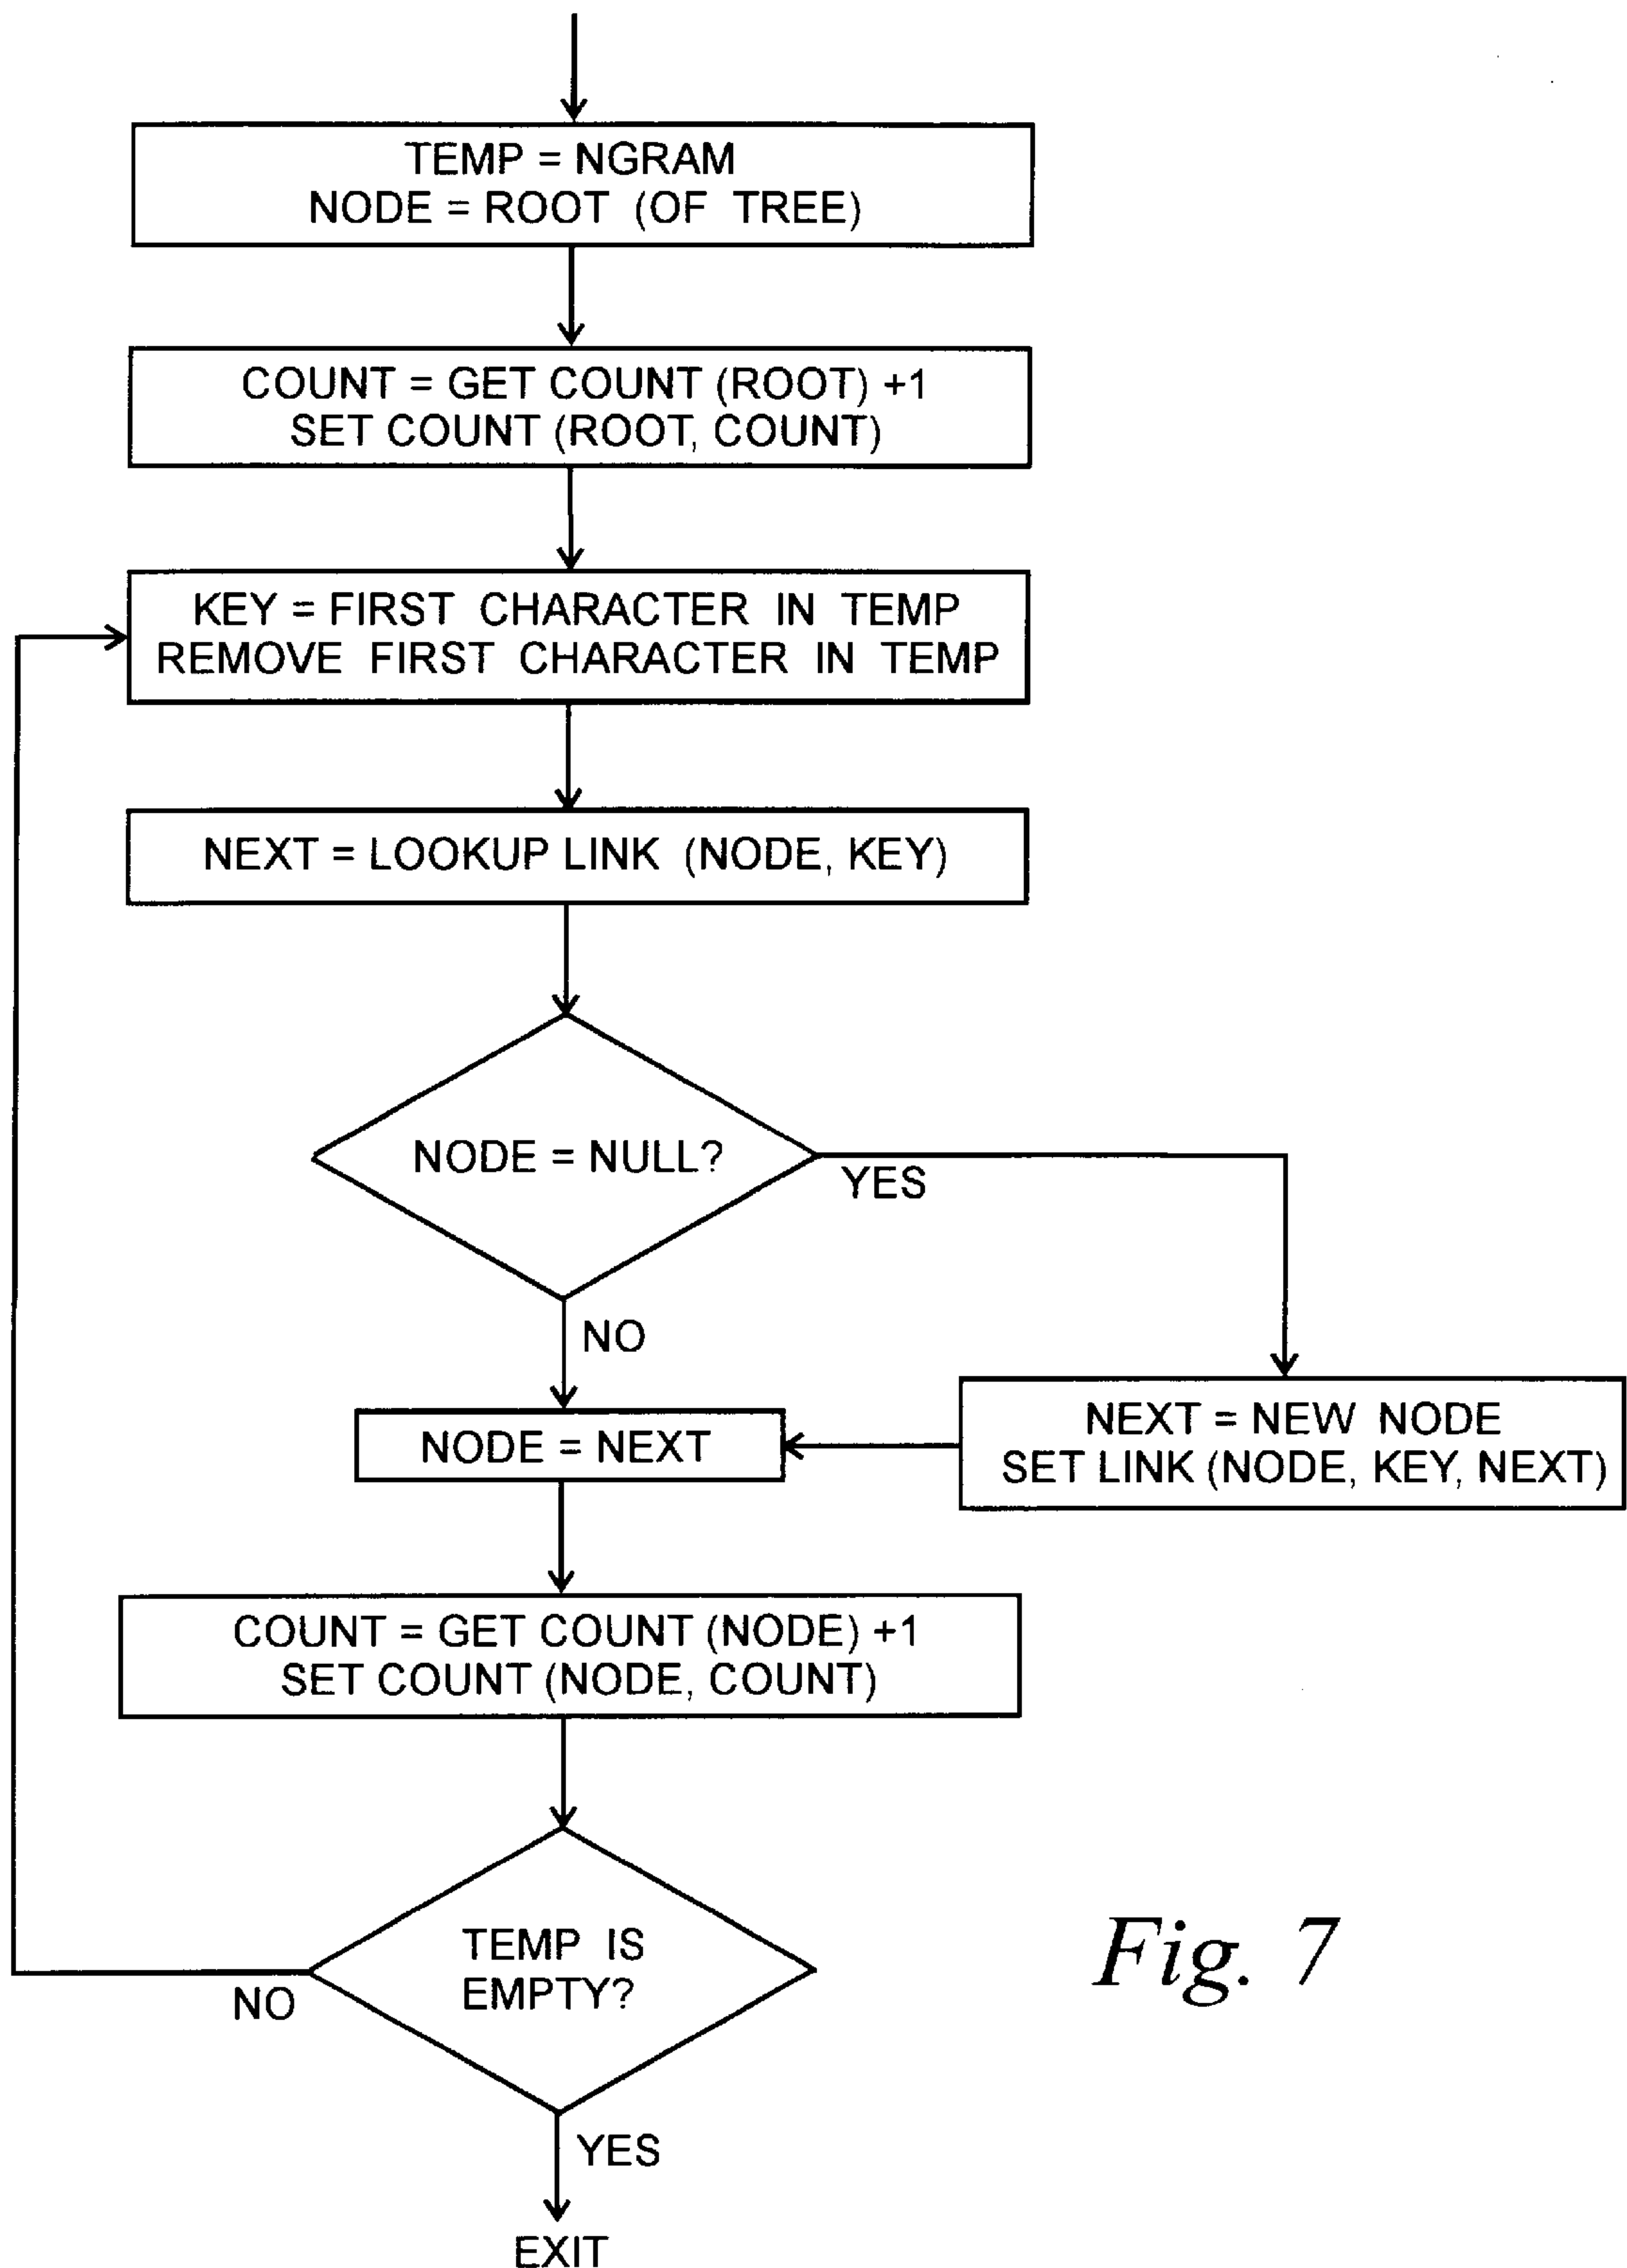 TEMP = NGRAM
NODE = ROOT (OF TREE)
COUNT = GET COUNT (ROOT) +1
SET COUNT (ROOT, COUNT)
KEY = FIRST CHARACTER IN TEMP
REMOVE FIRST CHARACTER IN TEMP
NEXT = LOOKUP LINK (NODE, KEY)
NODE = NULL?
YES
NO
NEXT = NEW NODE
SET LINK (NODE, KEY, NEXT)
NODE = NEXT
COUNT = GET COUNT (NODE) +1
SET COUNT (NODE, COUNT)
TEMP IS
EMPTY?
NO
YES
EXIT
Fig. 7